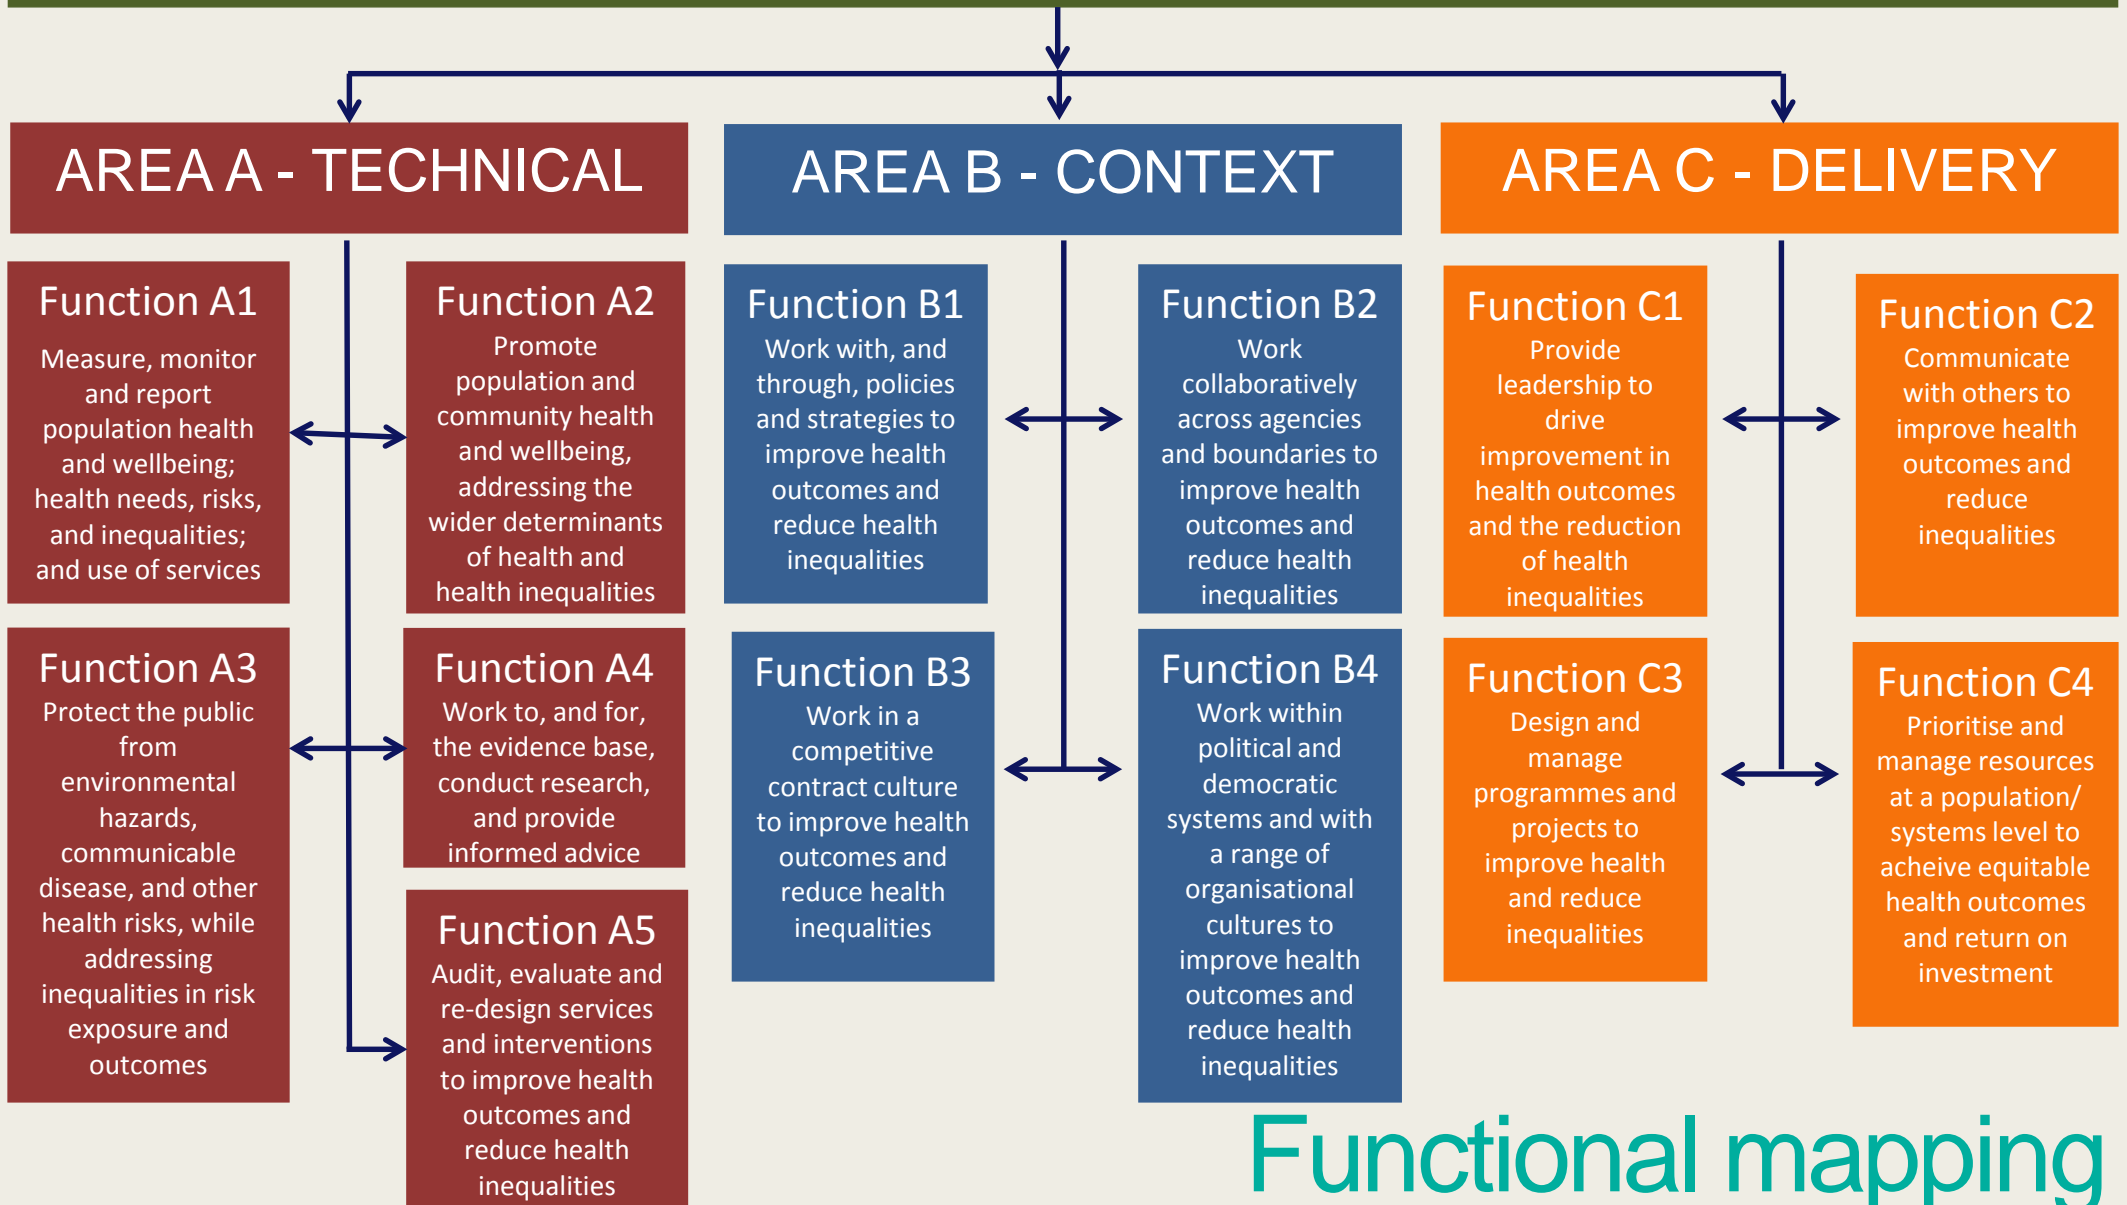 AREA A - TECHNICAL
Function A1
Measure, monitor
and report
population health
and wellbeing;
health needs, risks,
and inequalities;
and use of services
Function A2
Promote
population and
community health
and wellbeing,
addressing the
wider determinants
of health and
health inequalities
Function A3
Protect the public
from
environmental
hazards,
communicable
disease, and other
health risks, while
addressing
inequalities in risk
exposure and
outcomes
Function A4
Work to, and for,
the evidence base,
conduct research,
and provide
informed advice
Function A5
Audit, evaluate and
re-design services
and interventions
to improve health
outcomes and
reduce health
inequalities
AREA B - CONTEXT
Function B1
Work with, and
through, policies
and strategies to
improve health
outcomes and
reduce health
inequalities
Function B2
Work
collaboratively
across agencies
and boundaries to
improve health
outcomes and
reduce health
inequalities
Function B3
Work in a
competitive
contract culture
to improve health
outcomes and
reduce health
inequalities
Function B4
Work within
political and
democratic
systems and with
a range of
organisational
cultures to
improve health
outcomes and
reduce health
inequalities
AREA C - DELIVERY
Function C1
Provide
leadership to
drive
improvement in
health outcomes
and the reduction
of health
inequalities
Function C2
Communicate
with others to
improve health
outcomes and
reduce
inequalities
Function C3
Design and
manage
programmes and
projects to
improve health
and reduce
inequalities
Function C4
Prioritise and
manage resources
at a population/
systems level to
acheive equitable
health outcomes
and return on
investment
Functional mapping